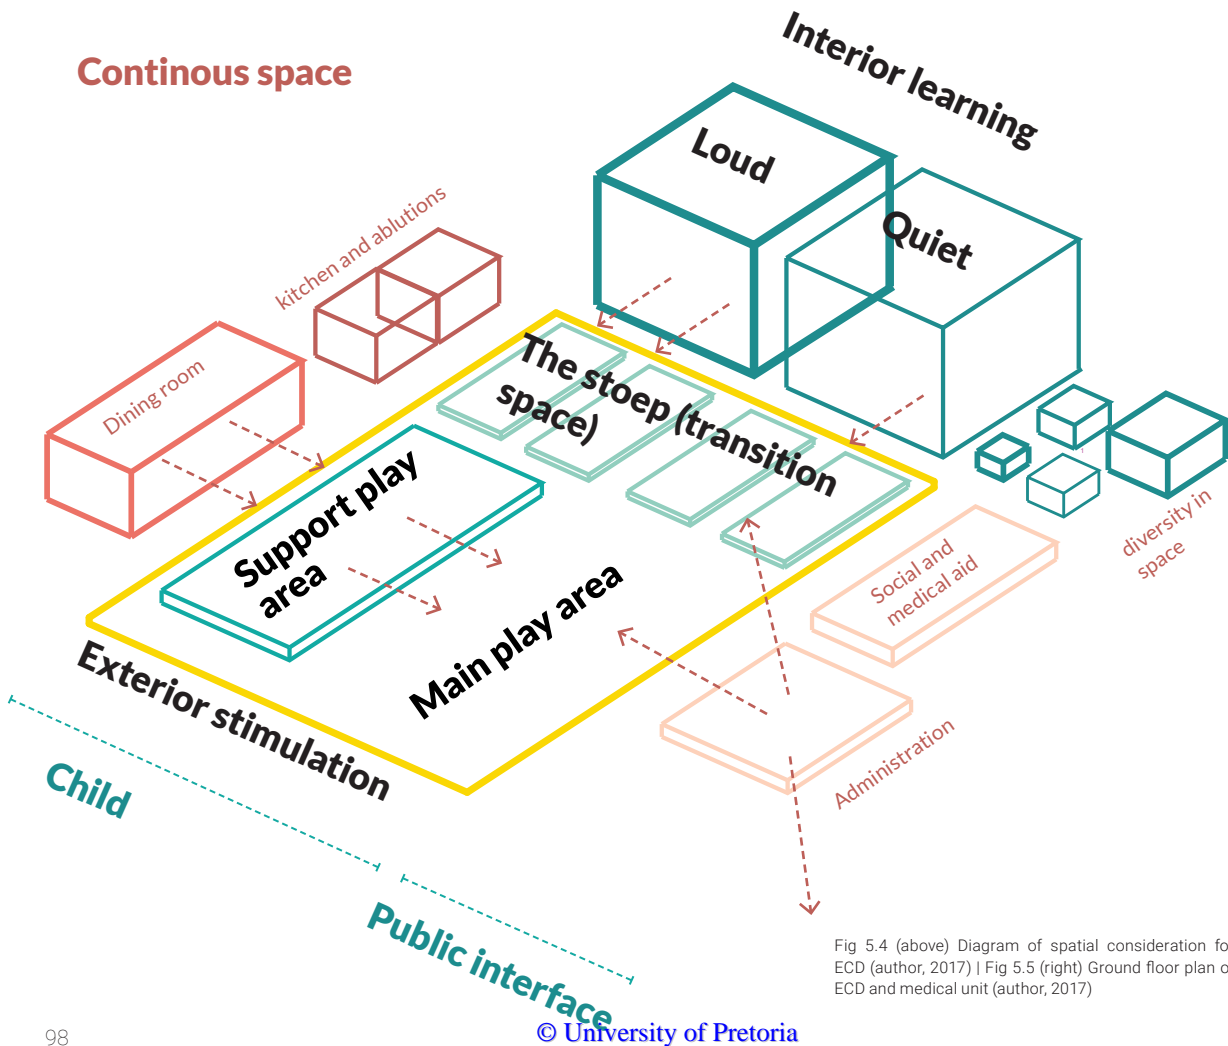 Continous space
Interior learning
Loud
Quiet
kitchen and ablutions
Dining room
The stoep (transition
space)
Support play
area
Main play area
diversity in
space
Social and
medical aid
Exterior stimulation
Administration
Child
Public interface
Fig 5.4 (above) Diagram of spatial consideration fo
ECD (author, 2017) | Fig 5.5 (right) Ground floor plan o
ECD and medical unit (author, 2017)
98
© University of Pretoria